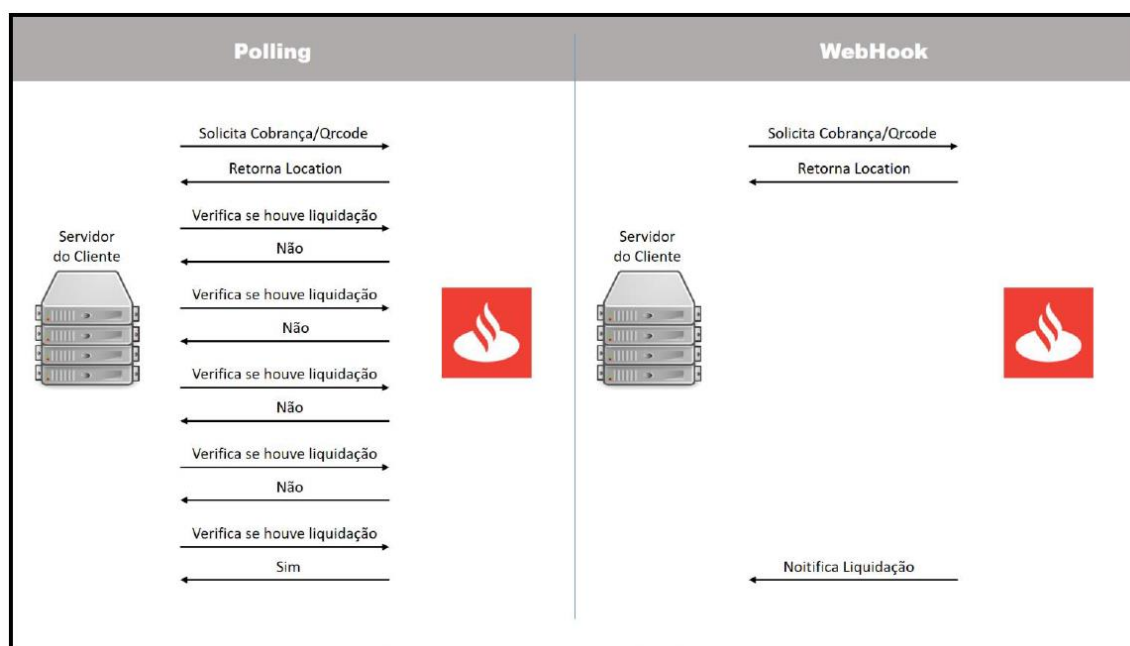 Polling
WebHook
Solicita Cobrança/Qrcode
Retorna Location
Verifica se houve liquidação
Não
Verifica se houve liquidação
Não
Verifica se houve liquidação
Não
Verifica se houve liquidação
Não
Verifica se houve liquidação
Sim
Servidor
do Cliente
Solicita Cobrança/Qrcode
Retorna Location
Servidor
do Cliente
Noitifica Liquidação